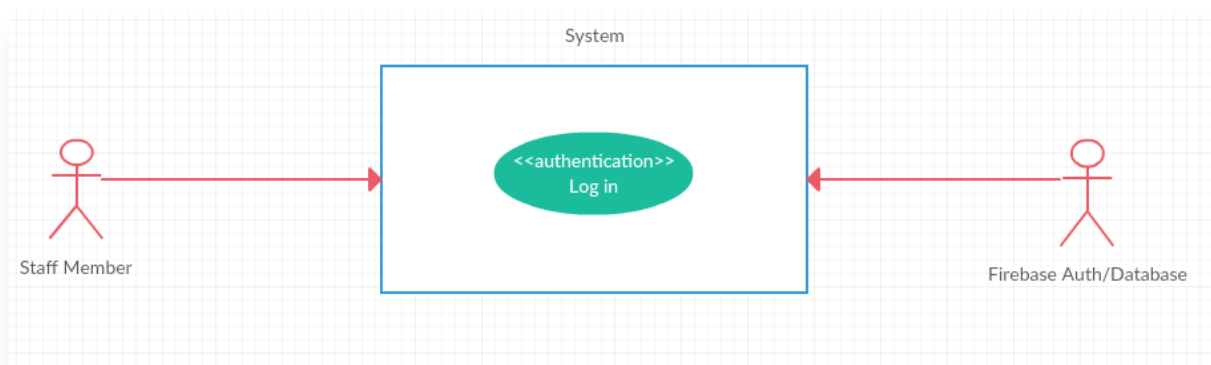 System
<<authentication>>
Log in
Staff Member
Firebase Auth/Database